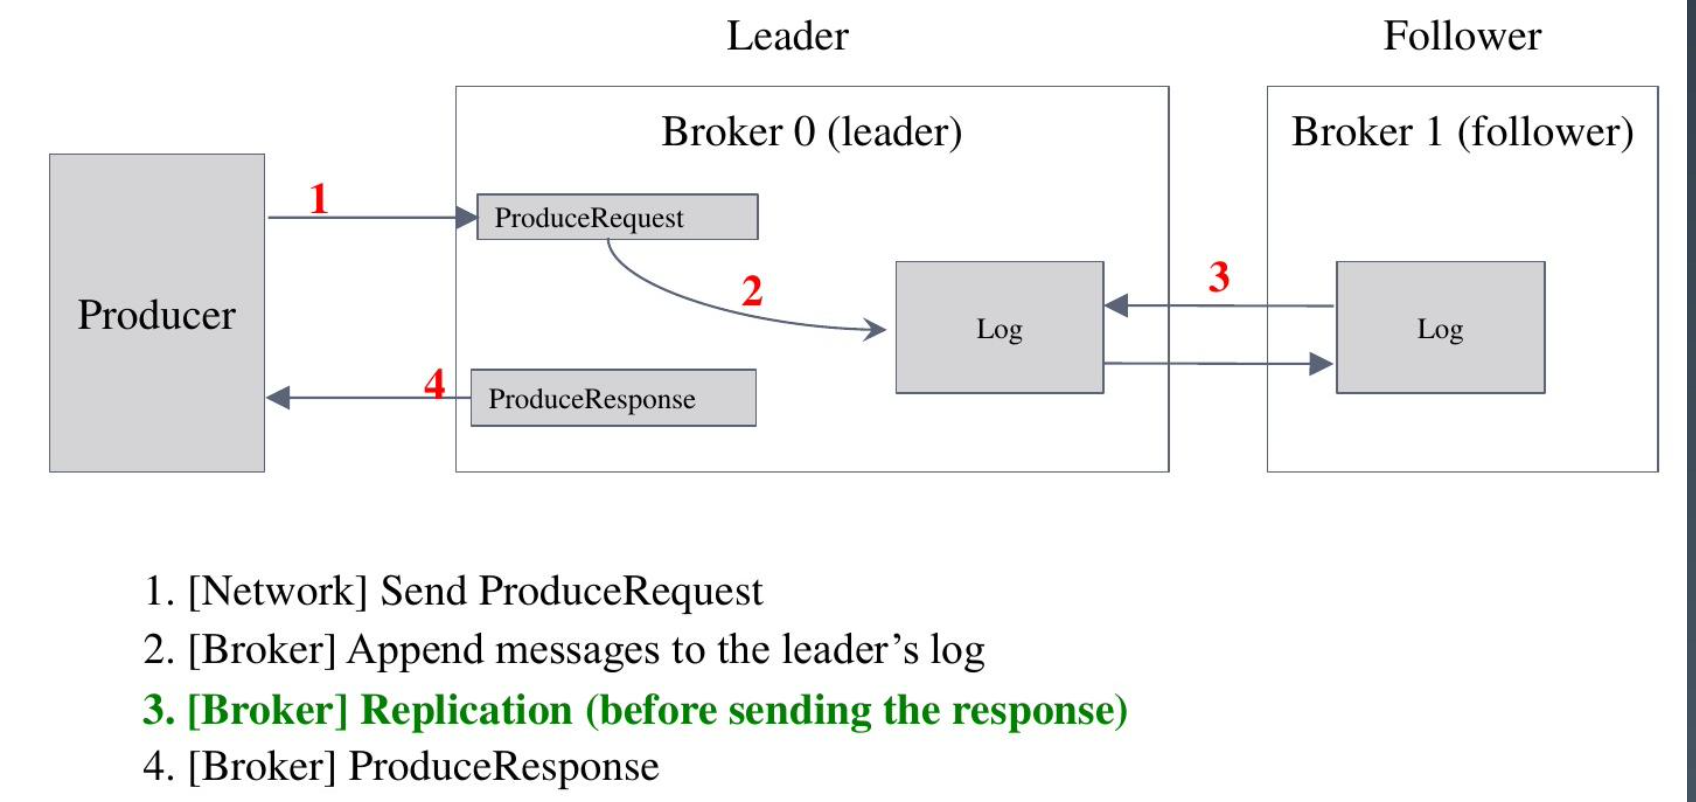 Leader
Follower
Broker 0 (leader)
Broker 1 (follower)
1
ProduceRequest
2
3
Producer
Log
Log
4
ProduceResponse
1. [Network] Send ProduceRequest
2. [Broker] Append messages to the leader’s log
3. [Broker] Replication (before sending the response)
4. [Broker] ProduceResponse